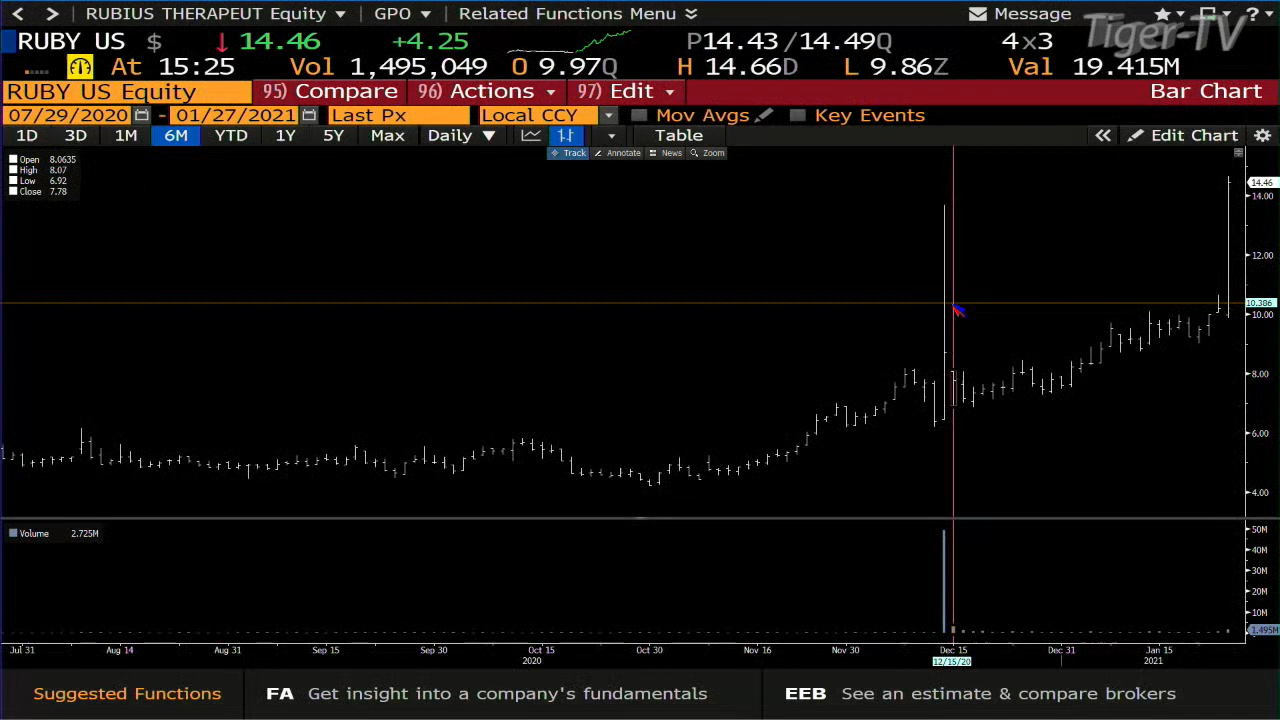 < > RUBIUS THERAPEUT Equity GPO Related Functions Menu Message ?
RUBY US $ 14.46 +4.25 P14.43 /14.49Q 4x3 Tiger-TV
At 15:25 Vol 1,495,049 O 9.97Q H 14.66D L 9.86Z Val 19.415M
RUBY US Equity 95) Compare 96) Actions 97) Edit Bar Chart
07/29/2020 - 01/27/2021 Last Px Local CCY Mov Avgs Key Events
1D 3D 1M 6M YTD 1Y 5Y Max Daily Table Edit Chart
Track Annotate News Zoom
Open 8.0635
High 8.07
Low 6.92
Close 7.78
14.46
14.00
12.00
10.386
10.00
8.00
6.00
4.00
Volume 2.725M
50M
40M
30M
20M
10M
1.495M
Jul 31 Aug 14 Aug 31 Sep 15 Sep 30 Oct 15 Oct 30 Nov 16 Nov 30 Dec 15 Dec 31 Jan 15
2020 12/15/20 2021
Suggested Functions FA Get insight into a company's fundamentals EEB See an estimate & compare brokers